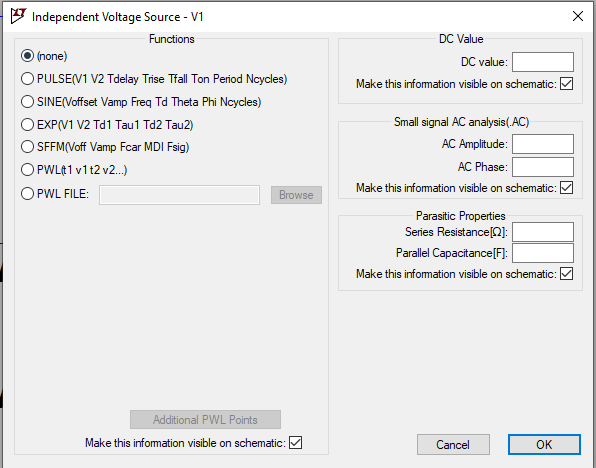 Independent Voltage Source - V1
Functions
(none)
PULSE(V1 V2 Tdelay Trise Tfall Ton Period Ncycles)
SINE(Voffset Vamp Freq Td Theta Phi Ncycles)
EXP(V1 V2 Td1 Tau1 Td2 Tau2)
SFFM(Voff Vamp Fcar MDI Fsig)
PWL(t1 v1 t2 v2...)
PWL FILE:
Browse
Additional PWL Points
Make this information visible on schematic:
DC Value
DC value:
Make this information visible on schematic:
Small signal AC analysis(.AC)
AC Amplitude:
AC Phase:
Make this information visible on schematic:
Parasitic Properties
Series Resistance[Ω]:
Parallel Capacitance[F]:
Make this information visible on schematic:
Cancel
OK